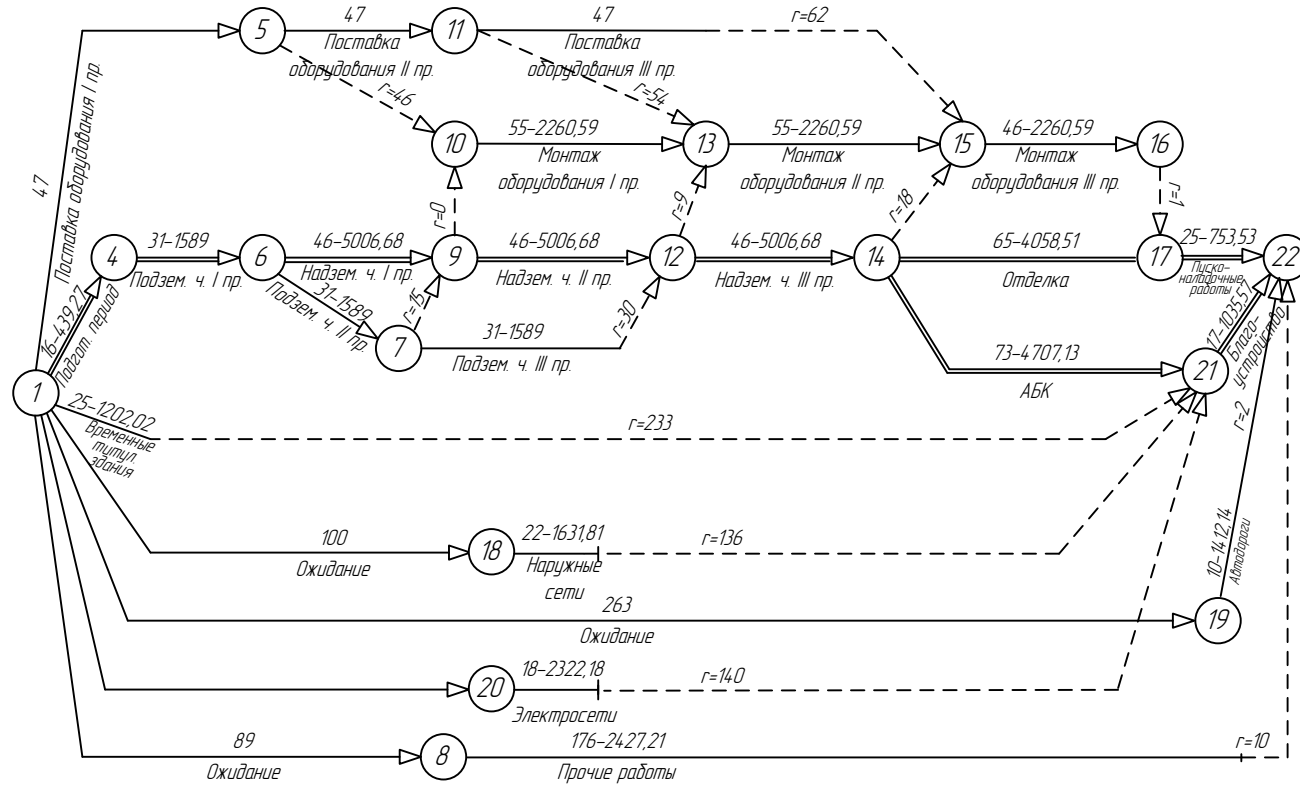 5
47
Поставка
оборудования II пр.
11
47
Поставка
оборудования III пр.
r=62
r=46
r=54
Поставка оборудования I пр.
47
10
55-2260,59
Монтаж
оборудования I пр.
13
55-2260,59
Монтаж
оборудования II пр.
15
46-2260,59
Монтаж
оборудования III пр.
16
r=0
r=9
r=18
r=1
4
31-1589
Подзем. ч. I пр.
6
46-5006,68
Надзем. ч. I пр.
9
46-5006,68
Надзем. ч. II пр.
12
46-5006,68
Надзем. ч. III пр.
14
65-4058,51
Отделка
17
25-753,53
Пуско-
наладочные
работы
22
16-439,27
Подгот. период
31-1589
Подзем. ч. II пр.
r=15
7
31-1589
Подзем. ч. III пр.
r=30
73-4707,13
АБК
21
17-1035,57
Благо-
устройство
1
25-1202,02
Временные
титул.
здания
r=233
r=2
100
Ожидание
18
22-1631,81
Наружные
сети
r=136
10-1412,14
Автодороги
263
Ожидание
19
20
18-2322,18
Электросети
r=140
89
Ожидание
8
176-2427,21
Прочие работы
r=10